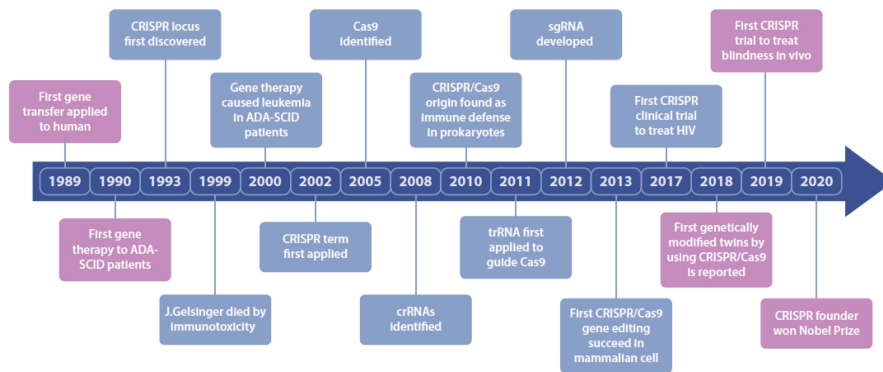 CRISPR locus
first discovered
Cas9
identified
sgRNA
developed
First CRISPR
trial to treat
blindness in vivo
First gene
transfer applied
to human
Gene therapy
caused leukemia
in ADA-SCID
patients
CRISPR/Cas9
origin found as
immune defense
in prokaryotes
First CRISPR
clinical trial
to treat HIV
1989 1990 1993 1999 2000 2002 2005 2008 2010 2011 2012 2013 2017 2018 2019 2020
First gene
therapy to ADA-
SCID patients
CRISPR term
first applied
trRNA first
applied to
guide Cas9
First genetically
modified twins by
using CRISPR/Cas9
is reported
J.Gelsinger died by
immunotoxicity
crRNAs
identified
First CRISPR/Cas9
gene editing
succeed in
mammalian cell
CRISPR founder
won Nobel Prize